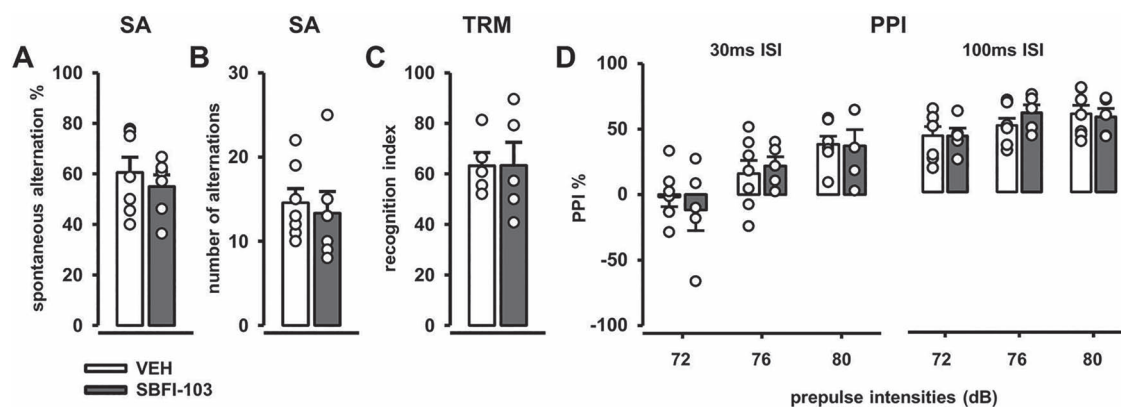 SA
SA
TRM
PPI
A
B
C
D
30ms ISI
100ms ISI
spontaneous alternation %
100
80
60
40
20
0
number of alternations
30
20
10
0
recognition index
100
80
60
40
20
0
PPI %
100
50
0
-50
-100
72
76
80
72
76
80
prepulse intensities (dB)
VEH
SBFI-103